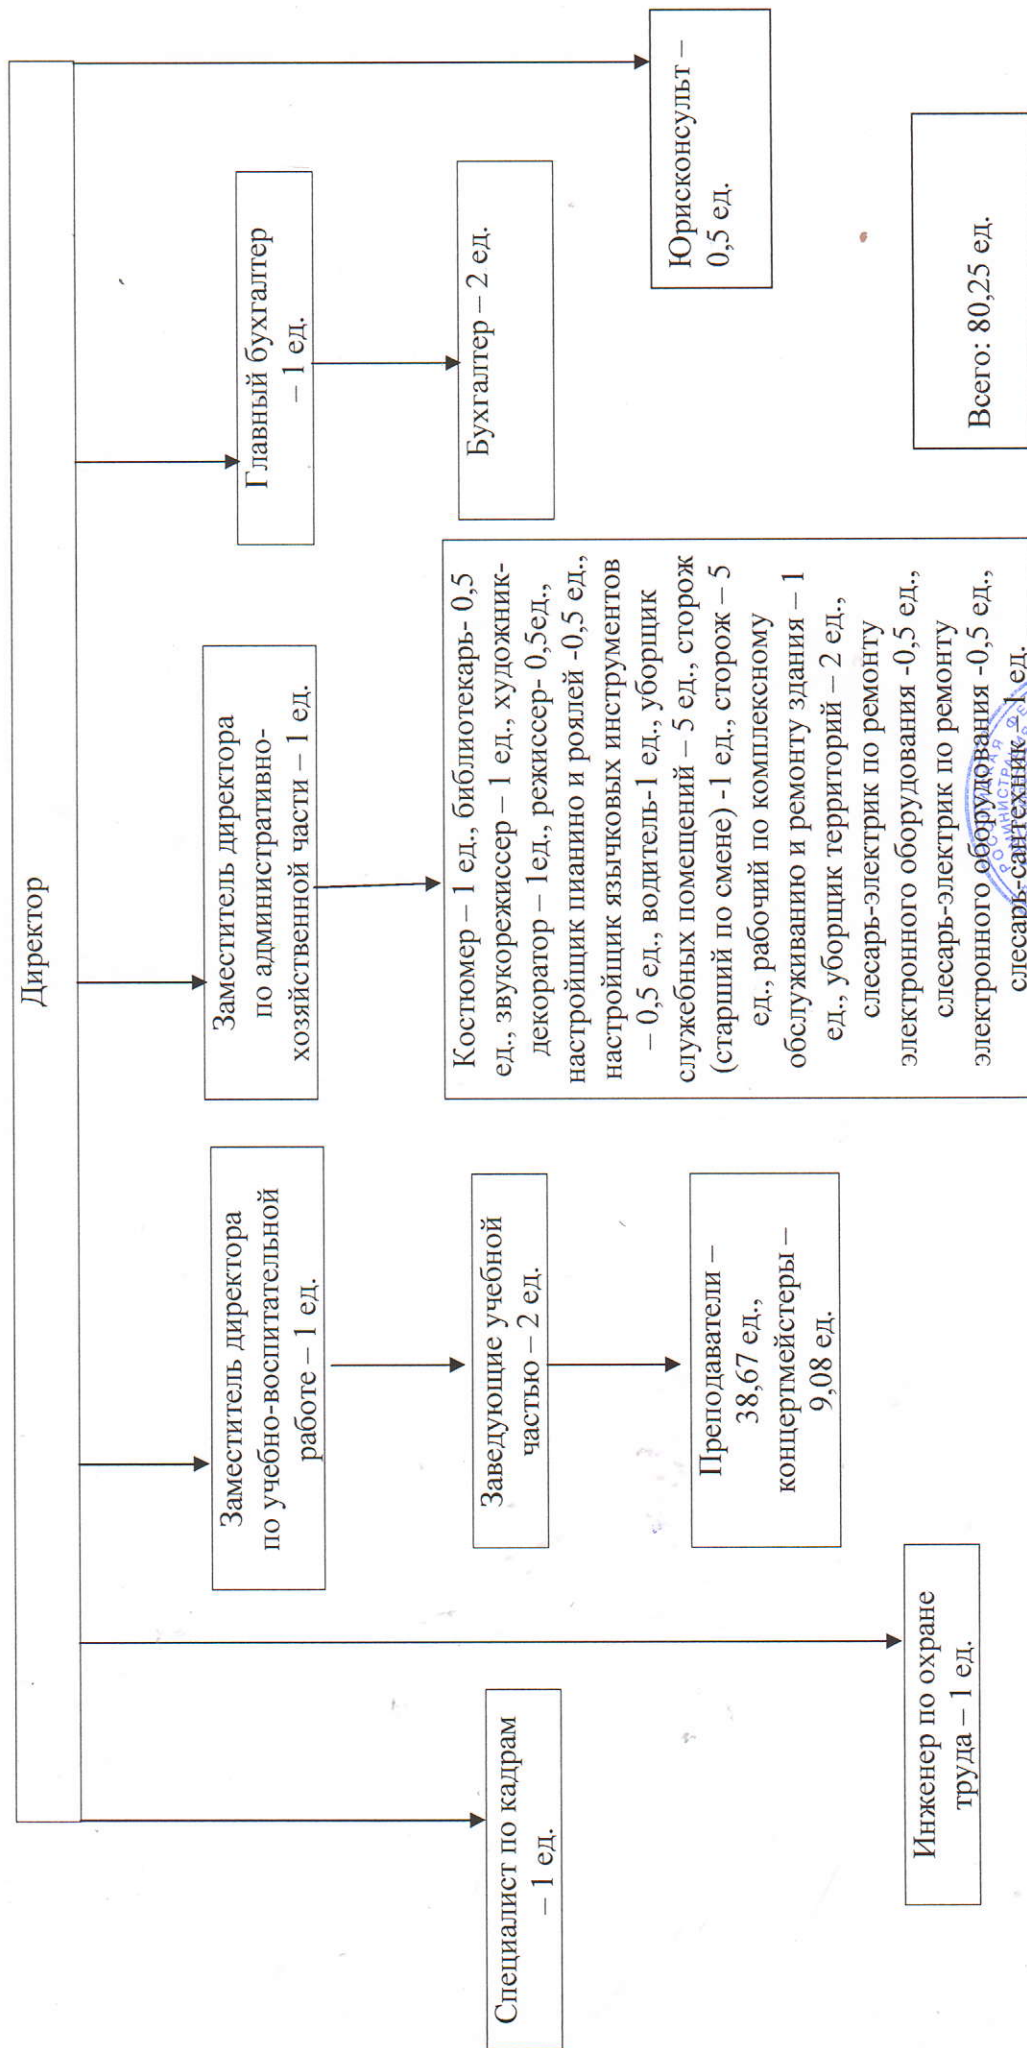 Директор
Специалист по кадрам
– 1 ед.
Инженер по охране
труда – 1 ед.
Заместитель директора
по учебно-воспитательной
работе – 1 ед.
Заведующие учебной
частью – 2 ед.
Преподаватели –
38,67 ед.,
концертмейстеры –
9,08 ед.
Заместитель директора
по административно-
хозяйственной части – 1 ед.
Костюмер – 1 ед., библиотекарь- 0,5
ед., звукорежиссер – 1 ед., художник-
декоратор – 1ед., режиссер- 0,5ед.,
настройщик пианино и роялей -0,5 ед.,
настройщик язычковых инструментов
– 0,5 ед., водитель-1 ед., уборщик
служебных помещений – 5 ед., сторож
(старший по смене) -1 ед., сторож – 5
ед., рабочий по комплексному
обслуживанию и ремонту здания – 1
ед., уборщик территорий – 2 ед.,
слесарь-электрик по ремонту
электронного оборудования -0,5 ед.,
слесарь-электрик по ремонту
электронного оборудования -0,5 ед.,
слесарь-сантехник – 1 ед.
Главный бухгалтер
– 1 ед.
Бухгалтер – 2 ед.
Юрисконсульт –
0,5 ед.
Всего: 80,25 ед.